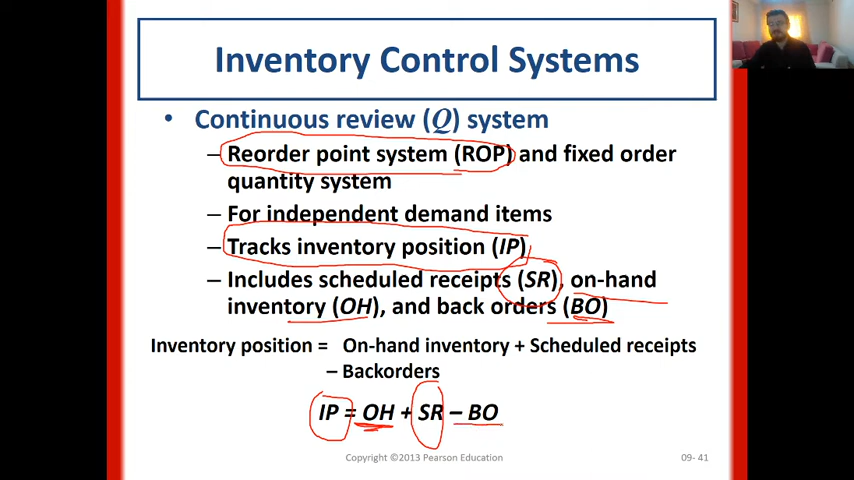 Inventory Control Systems
• Continuous review (Q) system
– Reorder point system (ROP) and fixed order
quantity system
– For independent demand items
– Tracks inventory position (IP)
– Includes scheduled receipts (SR), on-hand
inventory (OH), and back orders (BO)
Inventory position = On-hand inventory + Scheduled receipts
– Backorders
IP = OH + SR – BO
Copyright ©2013 Pearson Education
09- 41